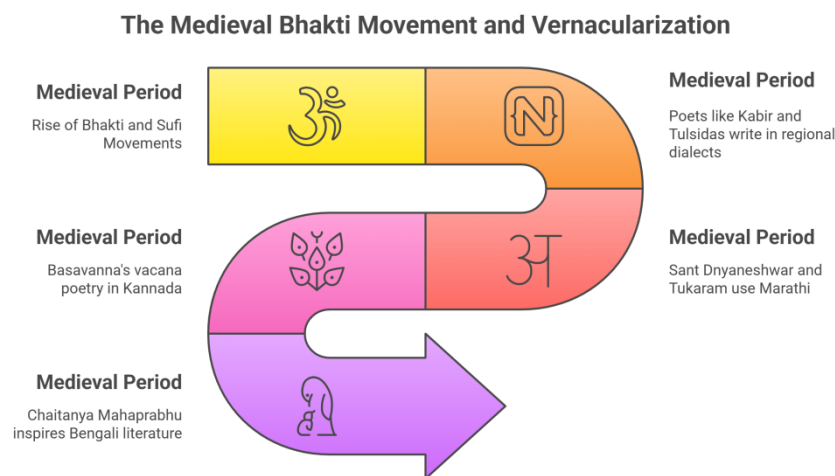 The Medieval Bhakti Movement and Vernacularization
Medieval Period
Rise of Bhakti and Sufi
Movements
ॐ
N
Medieval Period
Poets like Kabir and
Tulsidas write in regional
dialects
Medieval Period
Sant Dnyaneshwar and
Tukaram use Marathi
अ
Medieval Period
Basavanna's vacana
poetry in Kannada
Medieval Period
Chaitanya Mahaprabhu
inspires Bengali literature